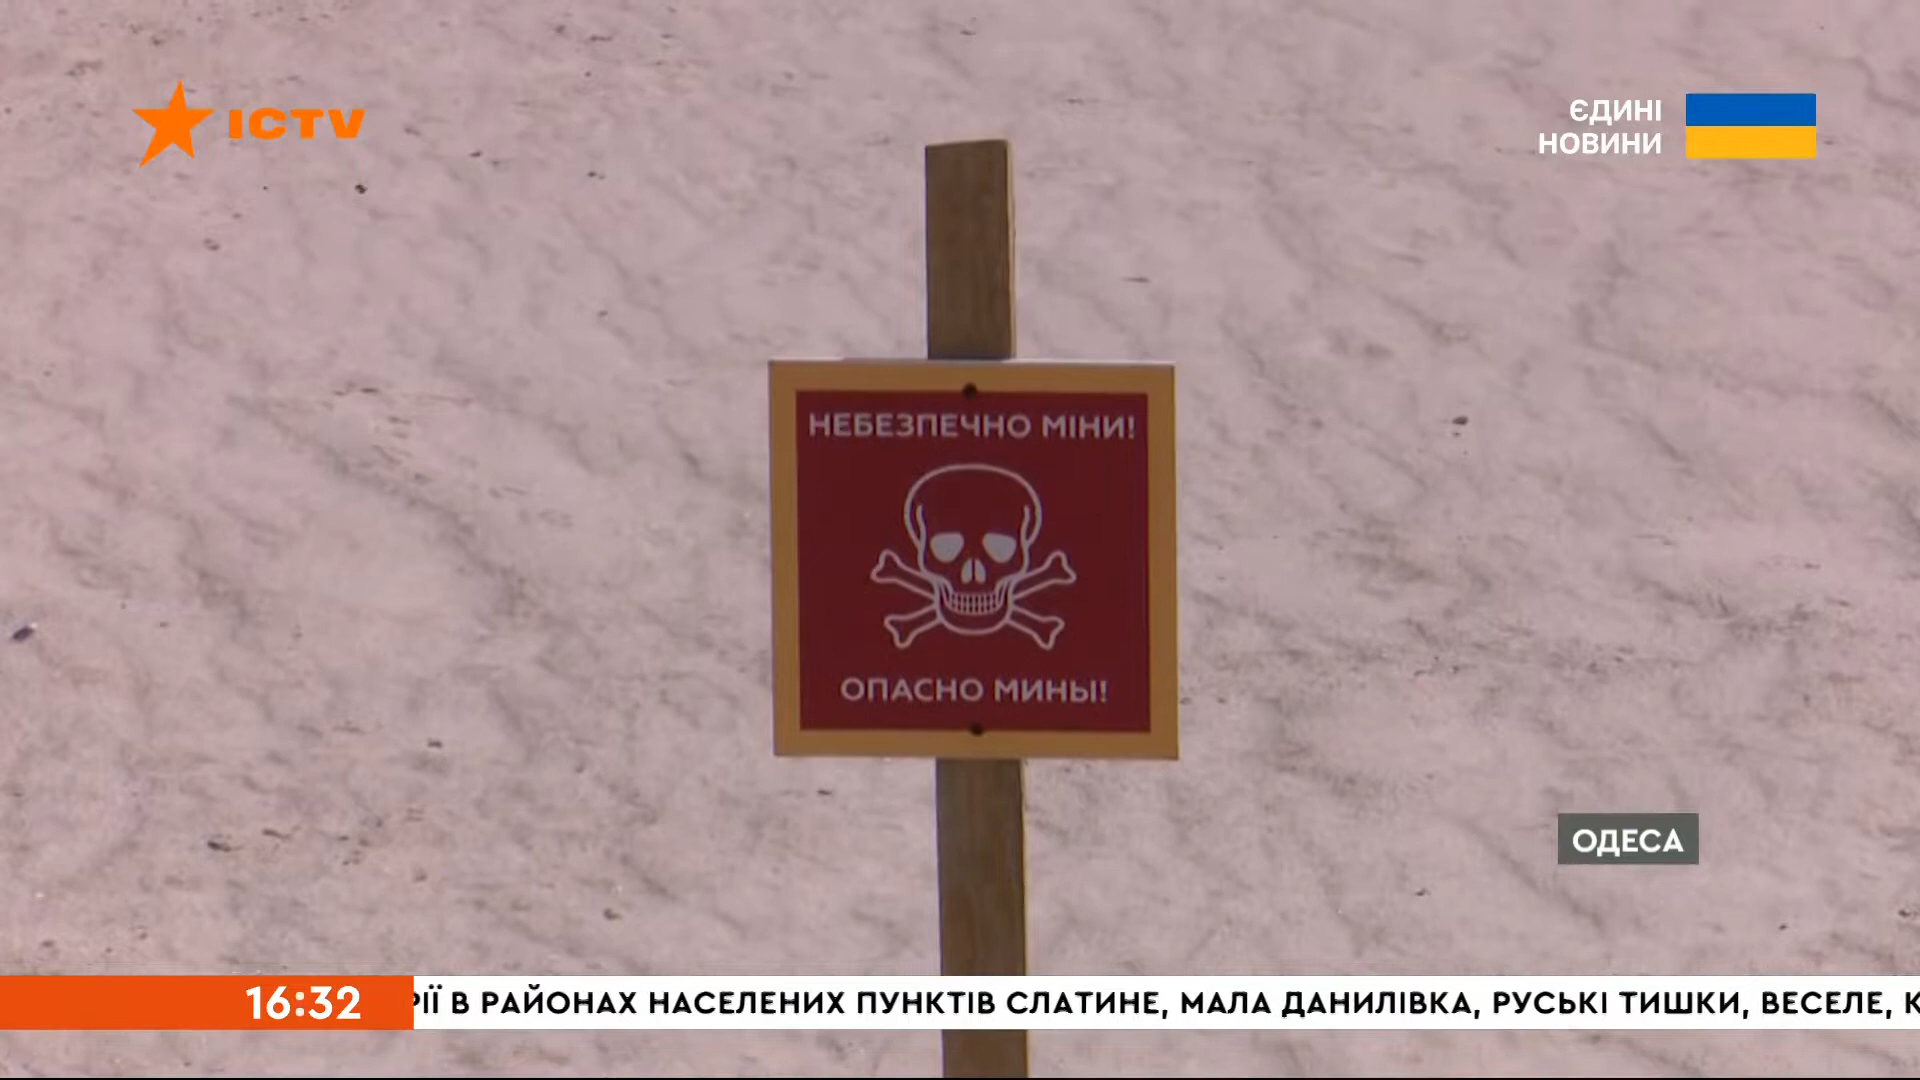 ICTV
ЄДИНІ
НОВИНИ
НЕБЕЗПЕЧНО МІНИ!
ОПАСНО МИНЫ!
ОДЕСА
16:32
В РАЙОНАХ НАСЕЛЕНИХ ПУНКТІВ СЛАТИНЕ, МАЛА ДАНИЛІВКА, РУСЬКІ ТИШКИ, ВЕСЕЛЕ,